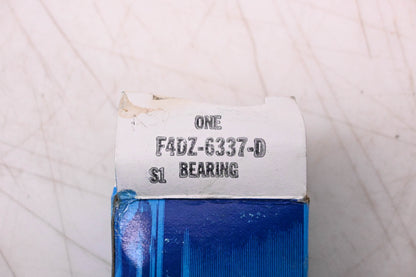 ONE
F4DZ-6337-D
S1 BEARING